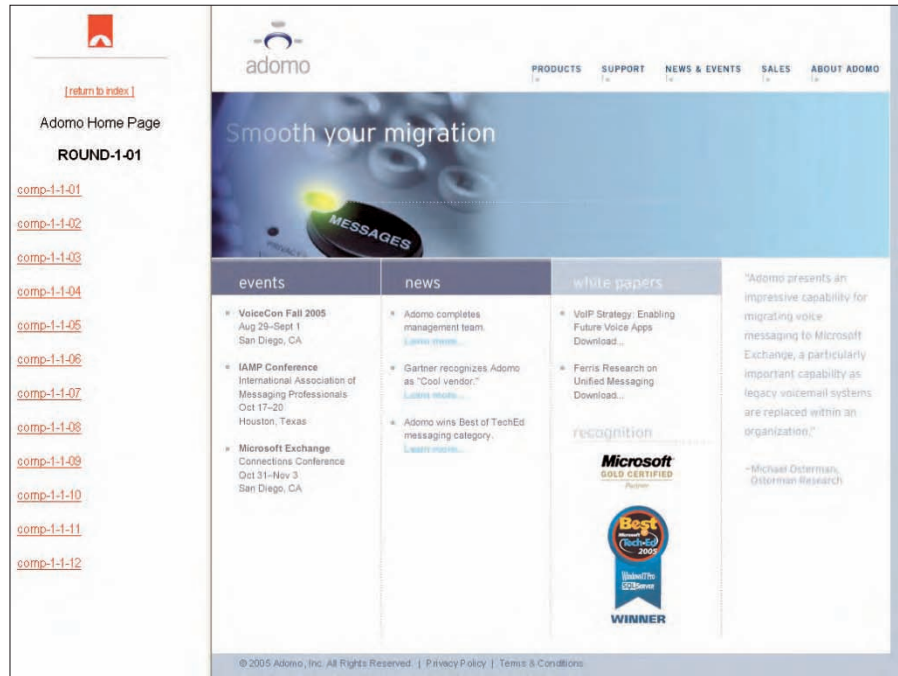 [ return to index ]
Adomo Home Page
ROUND-1-01
comp-1-1-01
comp-1-1-02
comp-1-1-03
comp-1-1-04
comp-1-1-05
comp-1-1-06
comp-1-1-07
comp-1-1-08
comp-1-1-09
comp-1-1-10
comp-1-1-11
comp-1-1-12
adomo
PRODUCTS SUPPORT NEWS & EVENTS SALES ABOUT ADOMO
Smooth your migration
MESSAGES
events
VoiceCon Fall 2005
Aug 29–Sept 1
San Diego, CA
IAMP Conference
International Association of
Messaging Professionals
Oct 17–20
Houston, Texas
Microsoft Exchange
Connections Conference
Oct 31–Nov 3
San Diego, CA
news
Adomo completes
management team.
Learn more...
Gartner recognizes Adomo
as "Cool vendor."
Learn more...
Adomo wins Best of TechEd
messaging category.
Learn more...
white papers
VoIP Strategy: Enabling
Future Voice Apps
Download...
Ferris Research on
Unified Messaging
Download...
recognition
Microsoft
GOLD CERTIFIED
Partner
Best
Microsoft
Tech·Ed
2005
WindowsITPro
SQLServer
WINNER
"Adomo presents an
impressive capability for
migrating voice
messaging to Microsoft
Exchange, a particularly
important capability as
legacy voicemail systems
are replaced within an
organization."
–Michael Osterman,
Osterman Research
© 2005 Adomo, Inc. All Rights Reserved. | Privacy Policy | Terms & Conditions